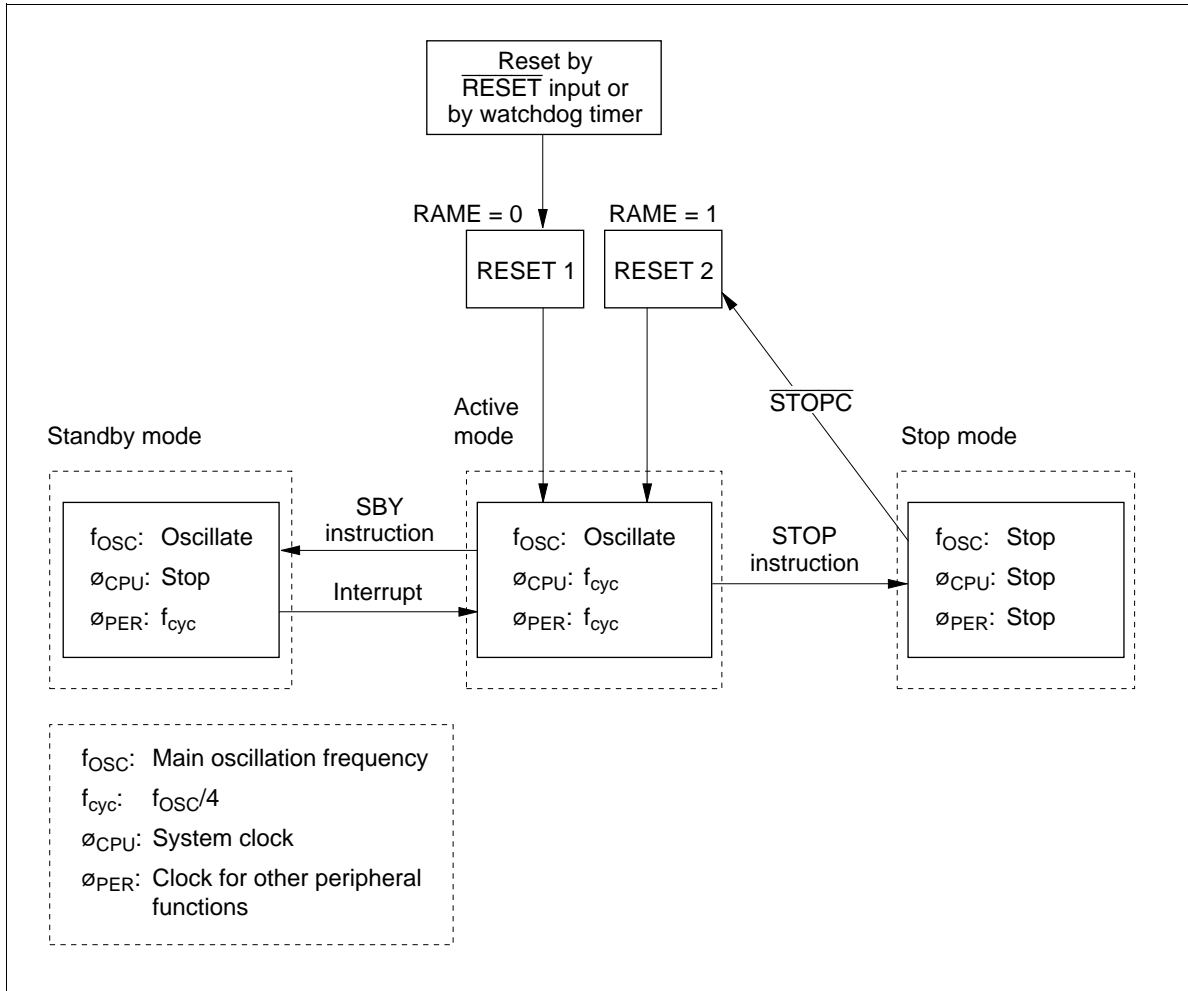 Reset by
RESET input or
by watchdog timer
RAME = 0
RAME = 1
RESET 1
RESET 2
STOPC
Active
mode
Standby mode
Stop mode
fOSC: Oscillate
øCPU: Stop
øPER: fcyc
SBY
instruction
Interrupt
fOSC: Oscillate
øCPU: fcyc
øPER: fcyc
STOP
instruction
fOSC: Stop
øCPU: Stop
øPER: Stop
fOSC: Main oscillation frequency
fcyc: fOSC/4
øCPU: System clock
øPER: Clock for other peripheral
functions